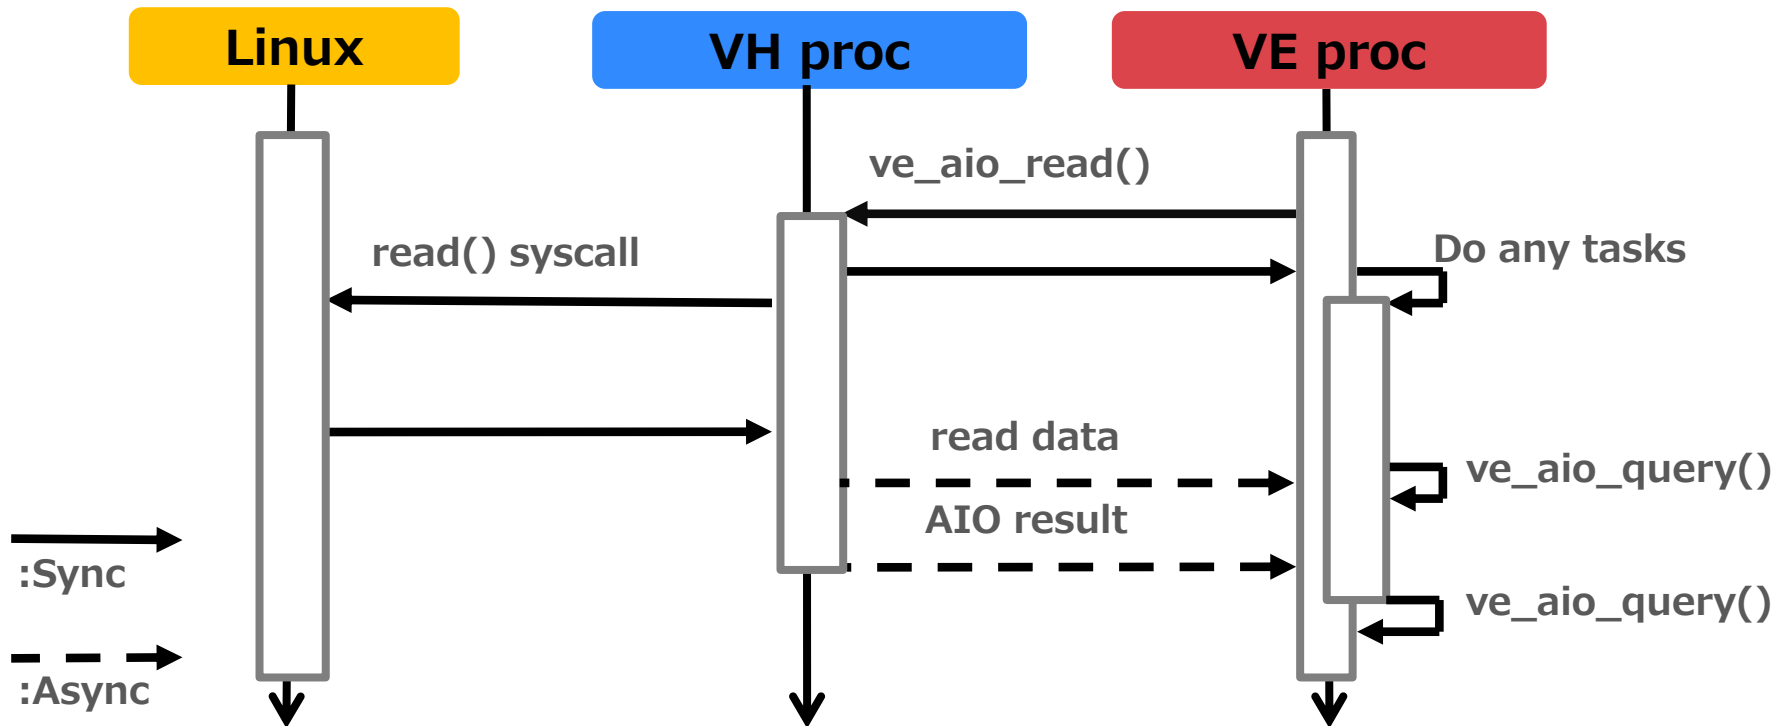 Linux
VH proc
VE proc
ve_aio_read()
read() syscall
Do any tasks
read data
ve_aio_query()
AIO result
:Sync
ve_aio_query()
:Async